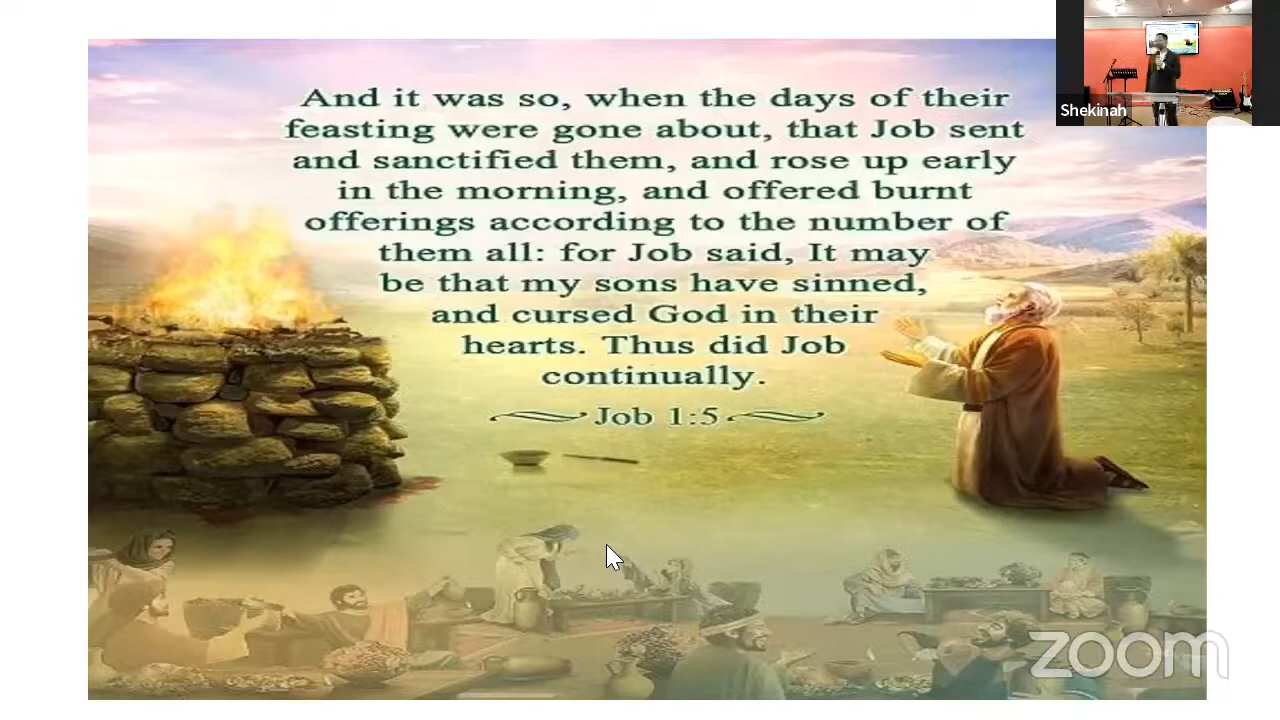 And it was so, when the days of their
feasting were gone about, that Job sent
and sanctified them, and rose up early
in the morning, and offered burnt
offerings according to the number of
them all: for Job said, It may
be that my sons have sinned,
and cursed God in their
hearts. Thus did Job
continually.
Job 1:5
Shekinah
zoom